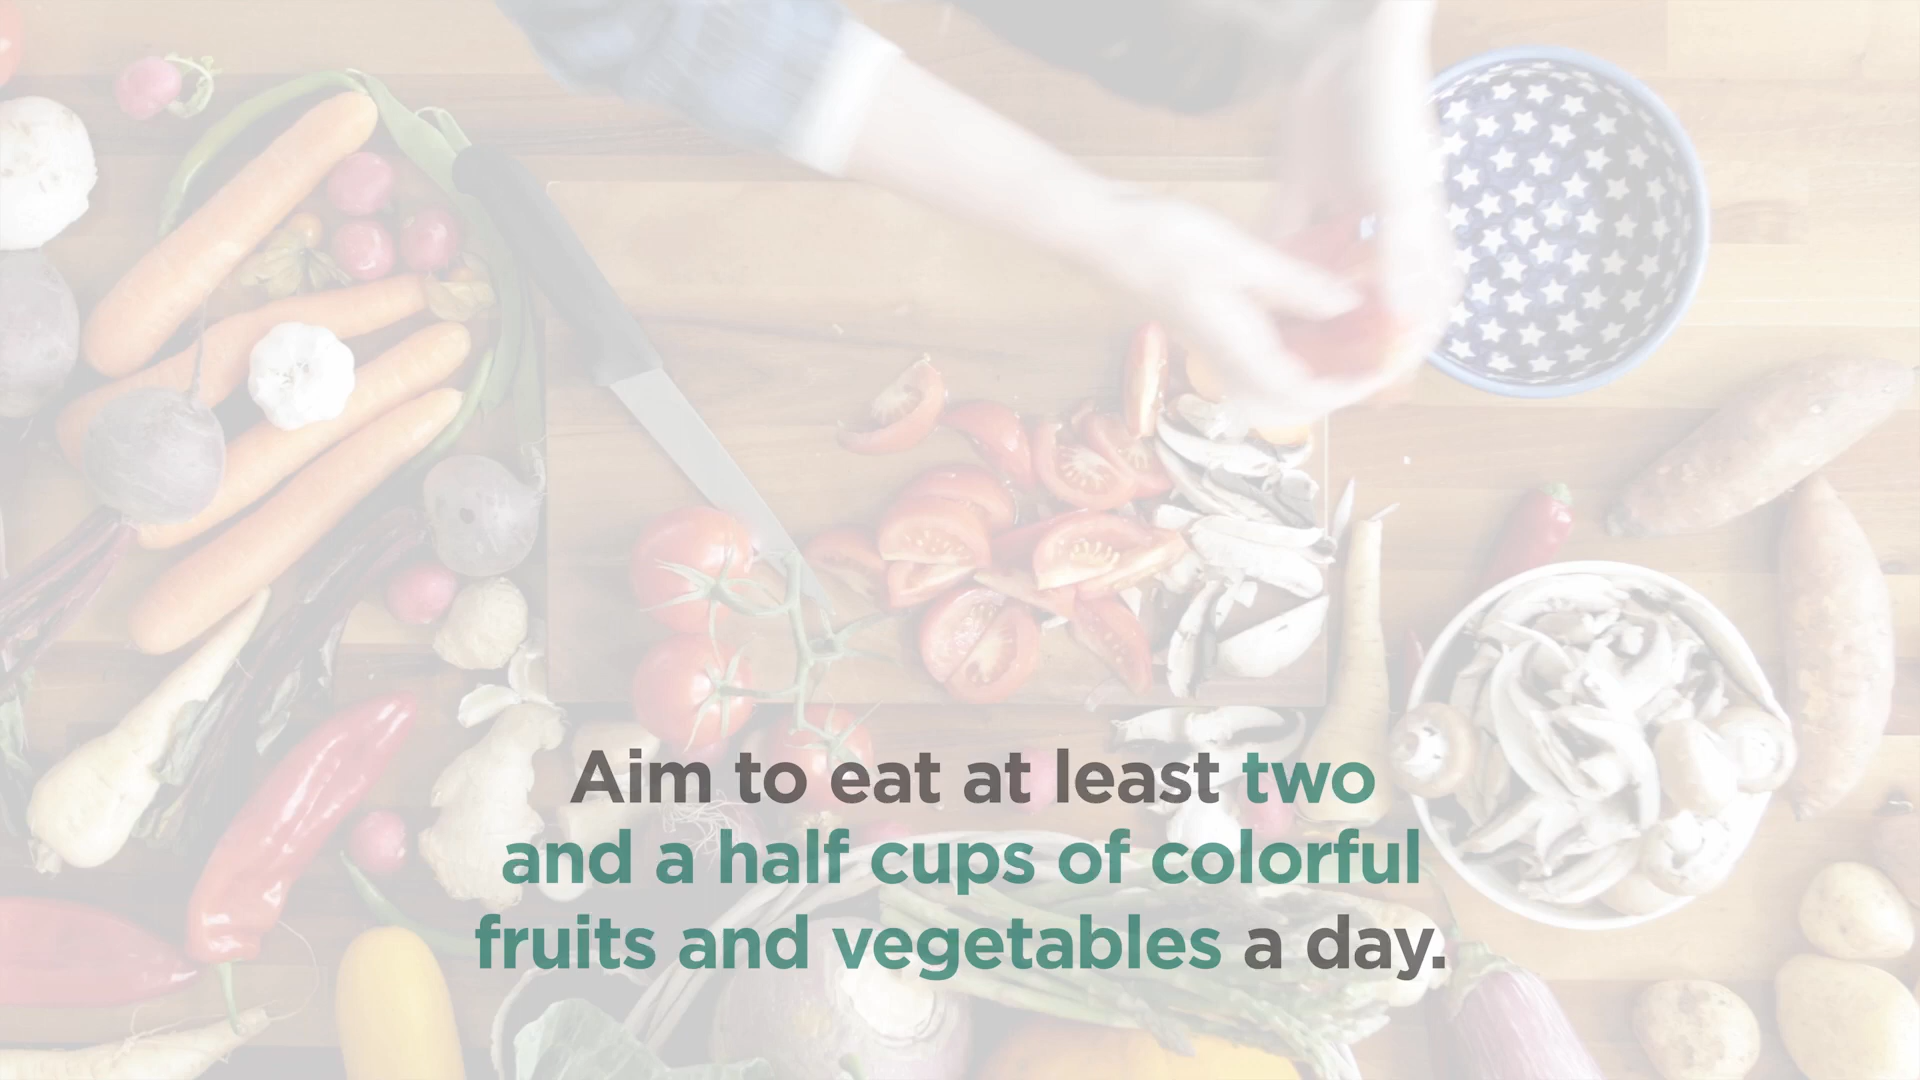 Aim to eat at least two
and a half cups of colorful
fruits and vegetables a day.